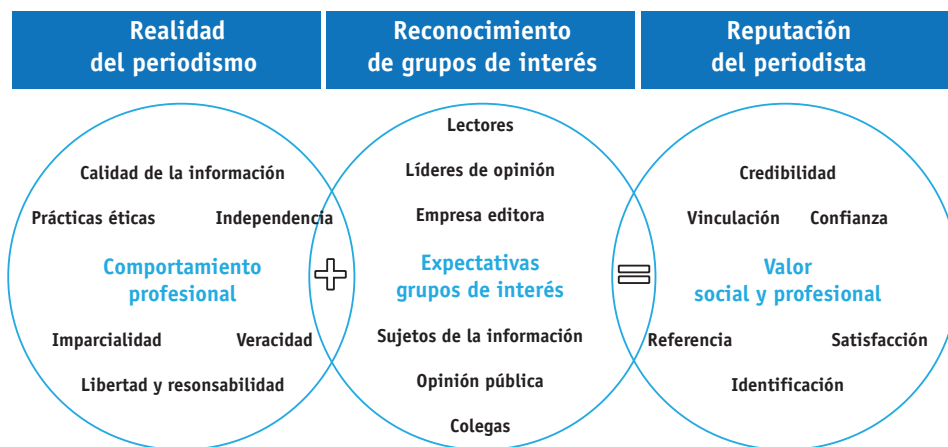 Realidad
del periodismo
Reconocimiento
de grupos de interés
Reputación
del periodista
Calidad de la información
Prácticas éticas
Independencia
Comportamiento
profesional
Imparcialidad
Veracidad
Libertad y resonsabilidad
Lectores
Líderes de opinión
Empresa editora
Expectativas
grupos de interés
Sujetos de la información
Opinión pública
Colegas
Credibilidad
Vinculación
Confianza
Valor
social y profesional
Referencia
Satisfacción
Identificación